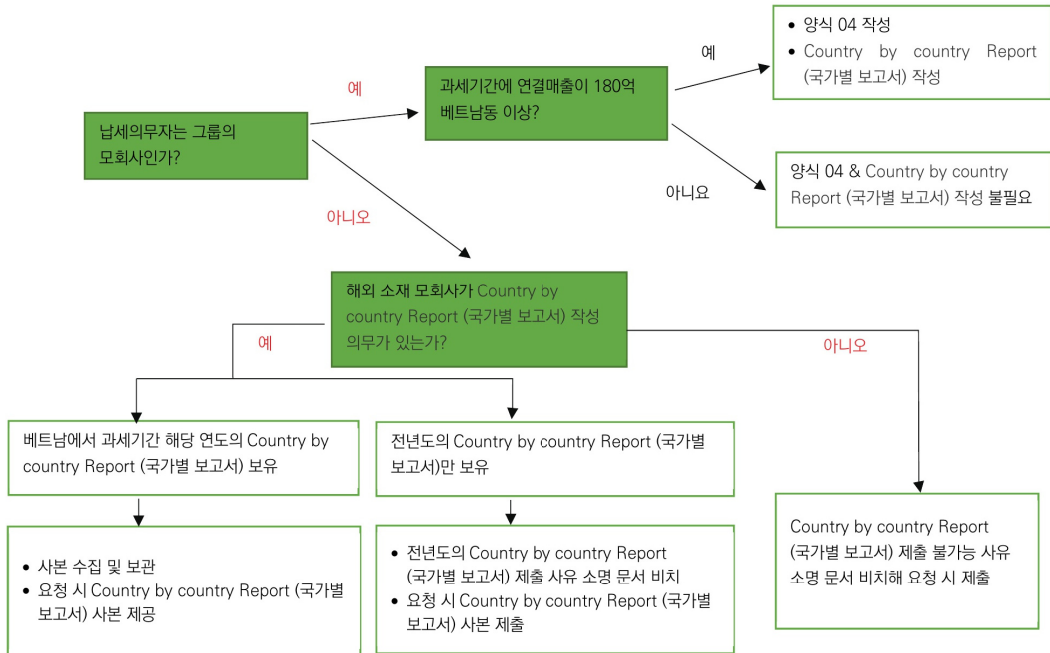 • 양식 04 작성
• Country by country Report
(국가별 보고서) 작성
예
예
과세기간에 연결매출이 180억
베트남동 이상?
납세의무자는 그룹의
모회사인가?
양식 04 & Country by country
Report (국가별 보고서) 작성 불필요
아니요
아니오
해외 소재 모회사가 Country by
country Report (국가별 보고서) 작성
의무가 있는가?
예
아니오
베트남에서 과세기간 해당 연도의 Country by
country Report (국가별 보고서) 보유
전년도의 Country by country Report (국가별
보고서)만 보유
• 사본 수집 및 보관
• 요청 시 Country by country Report (국가별
보고서) 사본 제공
• 전년도의 Country by country Report
(국가별 보고서) 제출 사유 소명 문서 비치
• 요청 시 Country by country Report (국가별
보고서) 사본 제출
Country by country Report
(국가별 보고서) 제출 불가능 사유
소명 문서 비치해 요청 시 제출